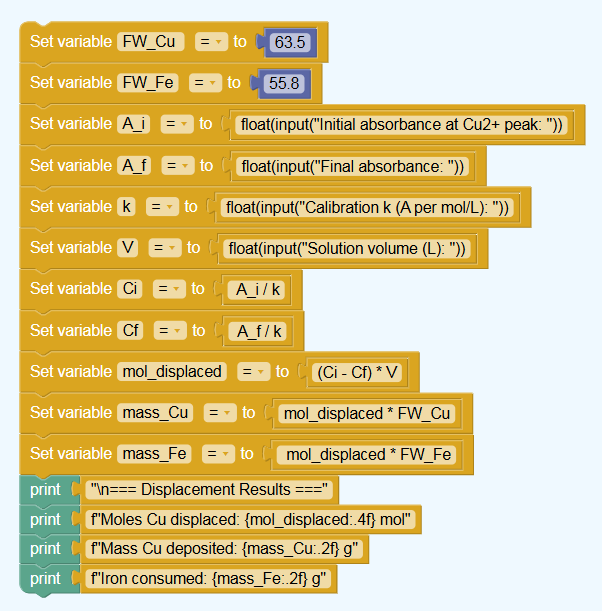 Set variable FW_Cu = to 63.5
Set variable FW_Fe = to 55.8
Set variable A_i = to float(input("Initial absorbance at Cu2+ peak: "))
Set variable A_f = to float(input("Final absorbance: "))
Set variable k = to float(input("Calibration k (A per mol/L): "))
Set variable V = to float(input("Solution volume (L): "))
Set variable Ci = to A_i / k
Set variable Cf = to A_f / k
Set variable mol_displaced = to (Ci - Cf) * V
Set variable mass_Cu = to mol_displaced * FW_Cu
Set variable mass_Fe = to mol_displaced * FW_Fe
print "\n=== Displacement Results ==="
print f"Moles Cu displaced: {mol_displaced:.4f} mol"
print f"Mass Cu deposited: {mass_Cu:.2f} g"
print f"Iron consumed: {mass_Fe:.2f} g"